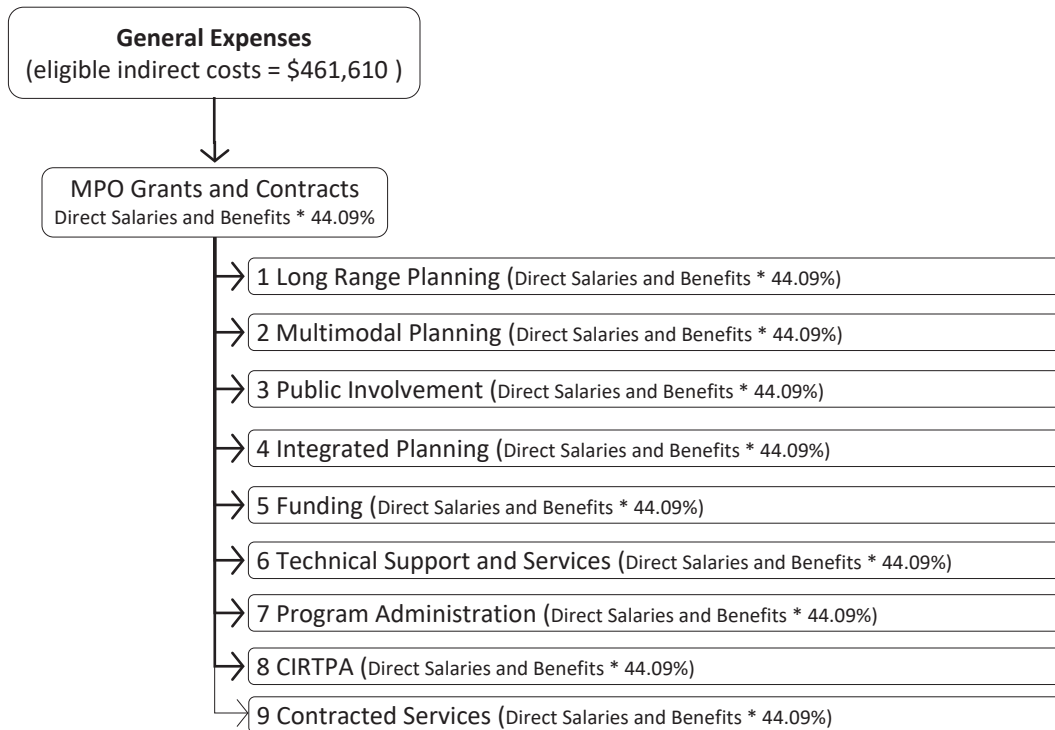 General Expenses
(eligible indirect costs = $461,610 )
MPO Grants and Contracts
Direct Salaries and Benefits * 44.09%
1 Long Range Planning (Direct Salaries and Benefits * 44.09%)
2 Multimodal Planning (Direct Salaries and Benefits * 44.09%)
3 Public Involvement (Direct Salaries and Benefits * 44.09%)
4 Integrated Planning (Direct Salaries and Benefits * 44.09%)
5 Funding (Direct Salaries and Benefits * 44.09%)
6 Technical Support and Services (Direct Salaries and Benefits * 44.09%)
7 Program Administration (Direct Salaries and Benefits * 44.09%)
8 CIRTPA (Direct Salaries and Benefits * 44.09%)
9 Contracted Services (Direct Salaries and Benefits * 44.09%)